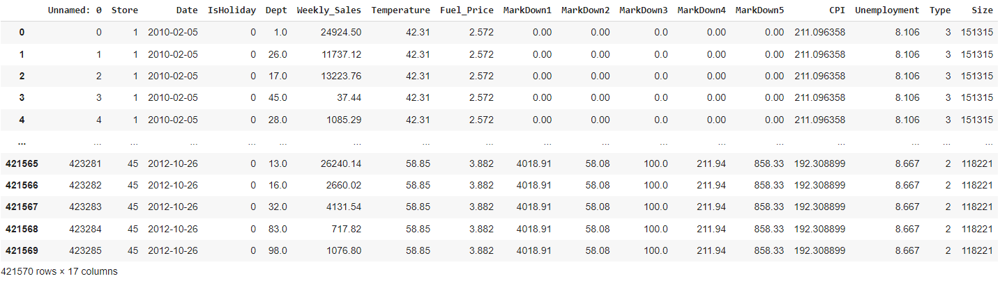 Unnamed: 0 Store Date IsHoliday Dept Weekly_Sales Temperature Fuel_Price MarkDown1 MarkDown2 MarkDown3 MarkDown4 MarkDown5 CPI Unemployment Type Size
0 0 1 2010-02-05 0 1.0 24924.50 42.31 2.572 0.00 0.00 0.00 0.00 0.00 211.096358 8.106 3 151315
1 1 1 2010-02-05 0 26.0 11737.12 42.31 2.572 0.00 0.00 0.00 0.00 0.00 211.096358 8.106 3 151315
2 2 1 2010-02-05 0 17.0 13223.76 42.31 2.572 0.00 0.00 0.00 0.00 0.00 211.096358 8.106 3 151315
3 3 1 2010-02-05 0 45.0 37.44 42.31 2.572 0.00 0.00 0.00 0.00 0.00 211.096358 8.106 3 151315
4 4 1 2010-02-05 0 28.0 1085.29 42.31 2.572 0.00 0.00 0.00 0.00 0.00 211.096358 8.106 3 151315
... ... ... ... ... ... ... ... ... ... ... ... ... ... ... ... ... ...
421565 423281 45 2012-10-26 0 13.0 26240.14 58.85 3.882 4018.91 58.08 100.0 211.94 858.33 192.308899 8.667 2 118221
421566 423282 45 2012-10-26 0 16.0 2660.02 58.85 3.882 4018.91 58.08 100.0 211.94 858.33 192.308899 8.667 2 118221
421567 423283 45 2012-10-26 0 32.0 4131.54 58.85 3.882 4018.91 58.08 100.0 211.94 858.33 192.308899 8.667 2 118221
421568 423284 45 2012-10-26 0 83.0 717.82 58.85 3.882 4018.91 58.08 100.0 211.94 858.33 192.308899 8.667 2 118221
421569 423285 45 2012-10-26 0 98.0 1076.80 58.85 3.882 4018.91 58.08 100.0 211.94 858.33 192.308899 8.667 2 118221
421570 rows × 17 columns